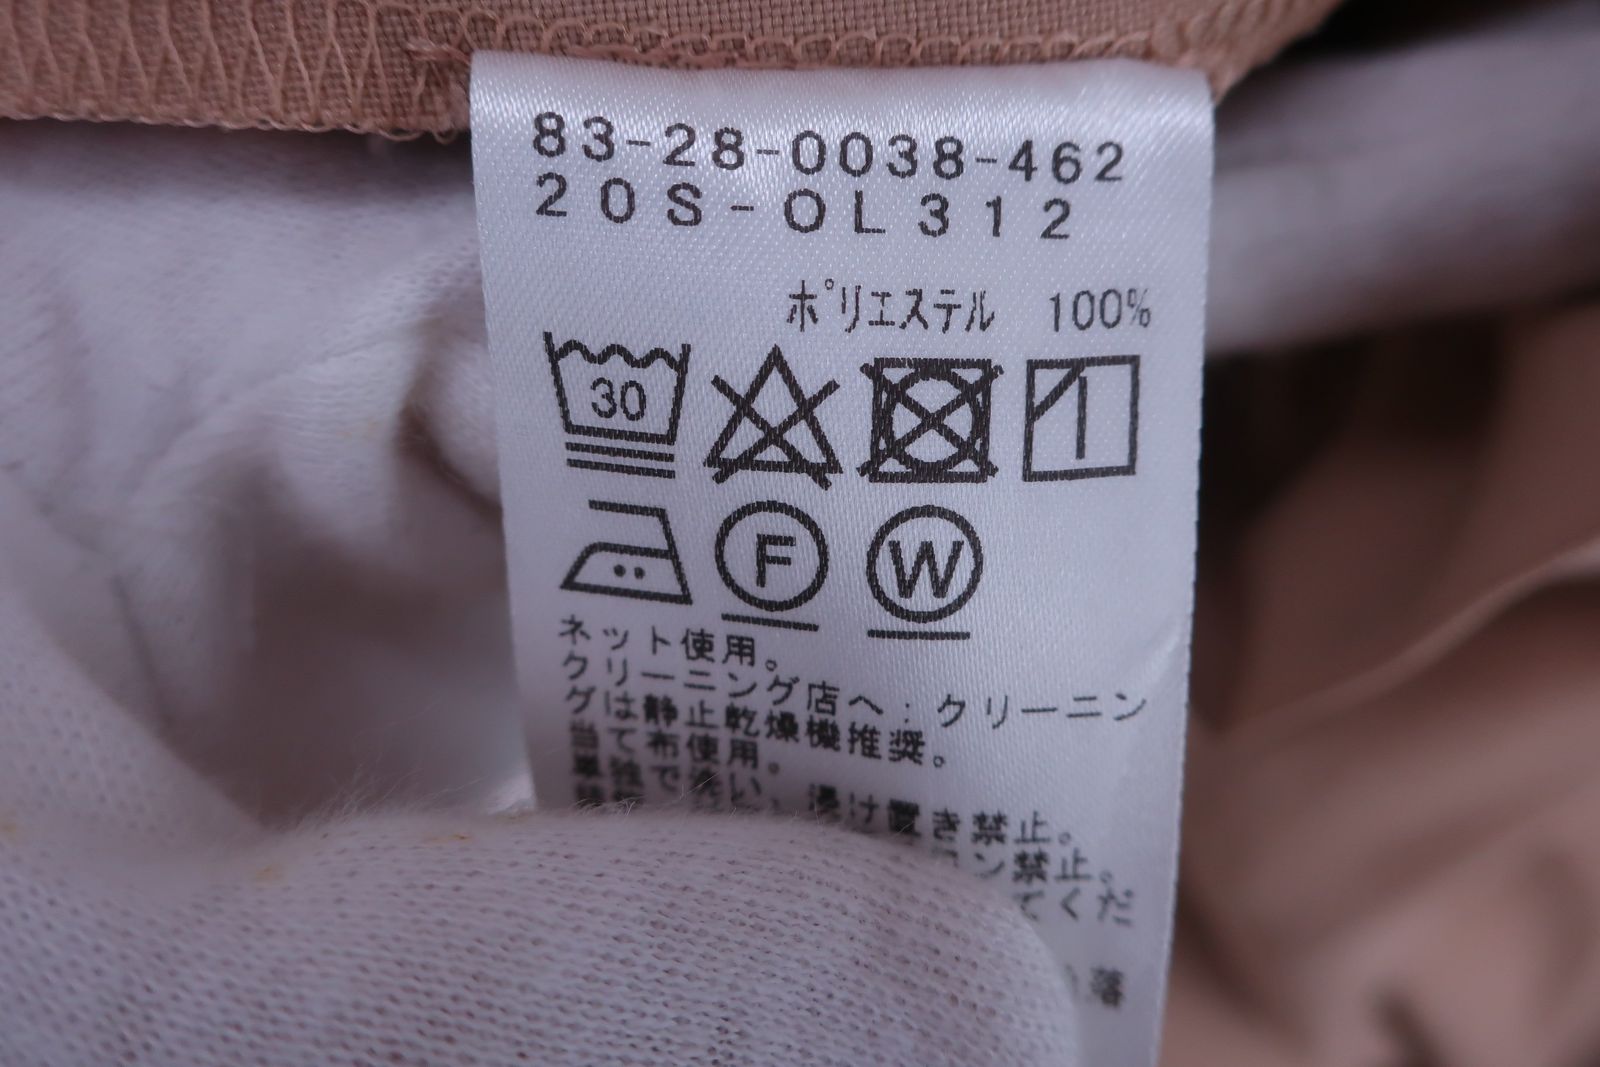 83-28-0038-462
20S-OL312
ポリエステル 100%
30
F
W
ネット使用。
クリーニング店へ:クリーニン
グは静止乾燥機推奨。
当て布使用。
単独で洗い、浸け置き禁止。
ン禁止。
てくだ
落